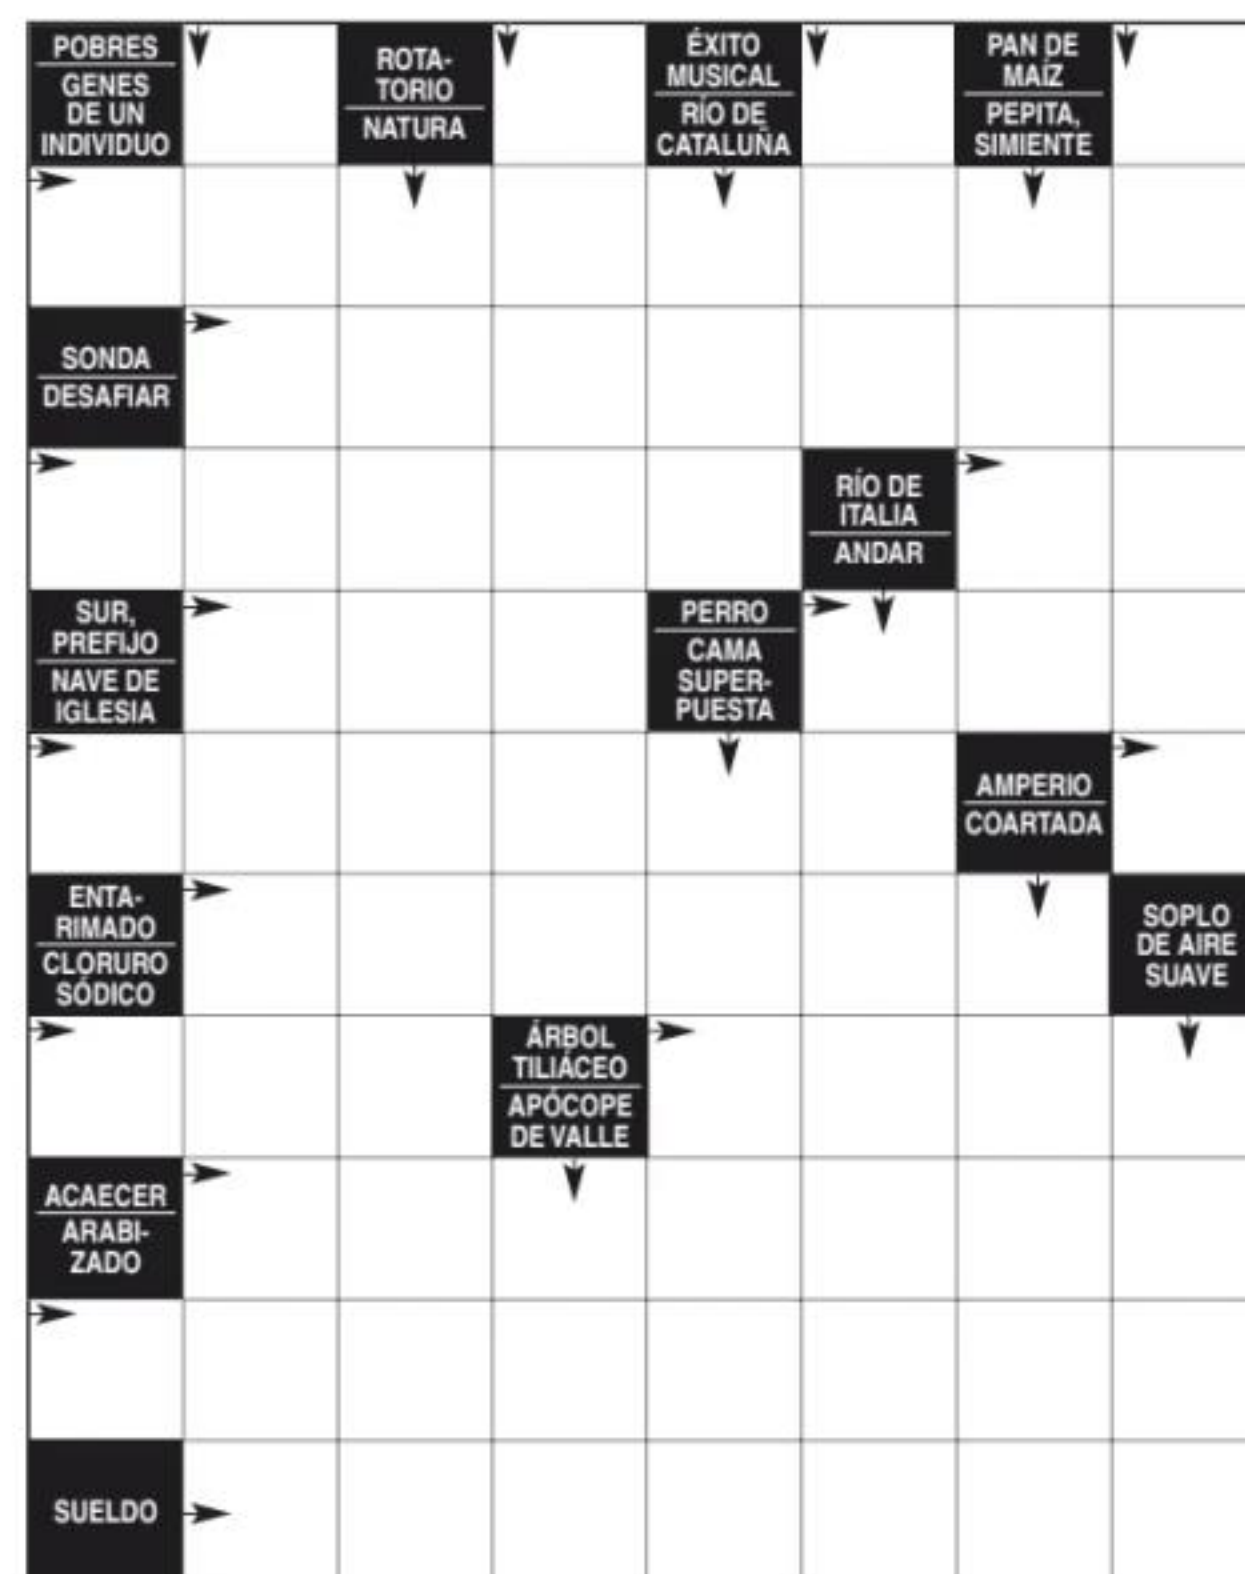 POBRES
GENES
DE UN
INDIVIDUO
ROTA-
TORIO
NATURA
ÉXITO
MUSICAL
RÍO DE
CATALUÑA
PAN DE
MAÍZ
PEPITA,
SIMIENTE
SONDA
DESAFIAR
RÍO DE
ITALIA
ANDAR
SUR,
PREFIJO
NAVE DE
IGLESIA
PERRO
CAMA
SUPER-
PUESTA
AMPERIO
COARTADA
ENTA-
RIMADO
CLORURO
SÓDICO
SOPLO
DE AIRE
SUAVE
ÁRBOL
TILIÁCEO
APÓCOPE
DE VALLE
ACAECER
ARABI-
ZADO
SUELDO